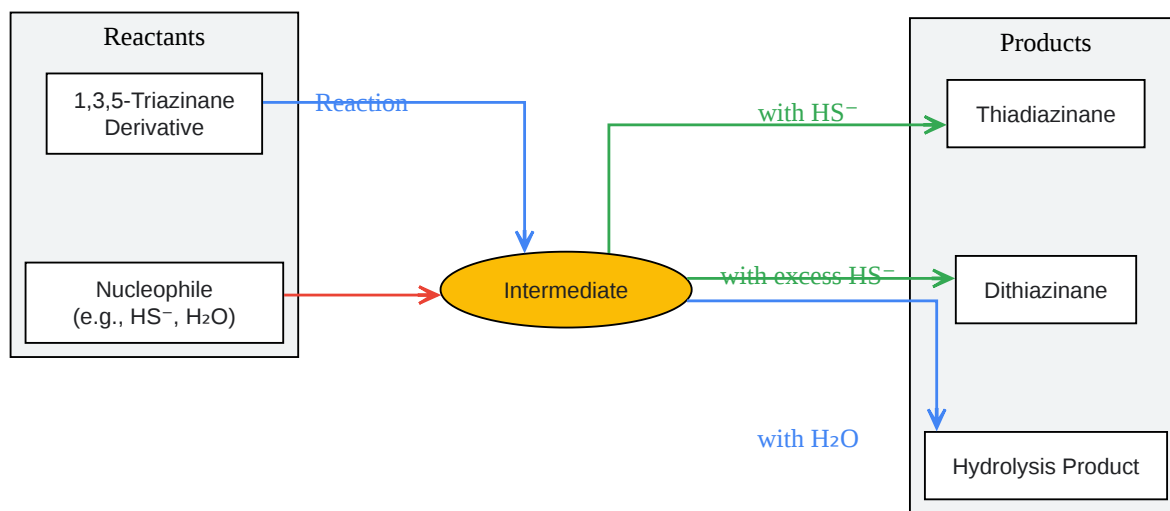 Reactants
1,3,5-Triazinane
Derivative
Nucleophile
(e.g., HS⁻, H₂O)
Reaction
Intermediate
with HS⁻
with excess HS⁻
with H₂O
Products
Thiadiazinane
Dithiazinane
Hydrolysis Product